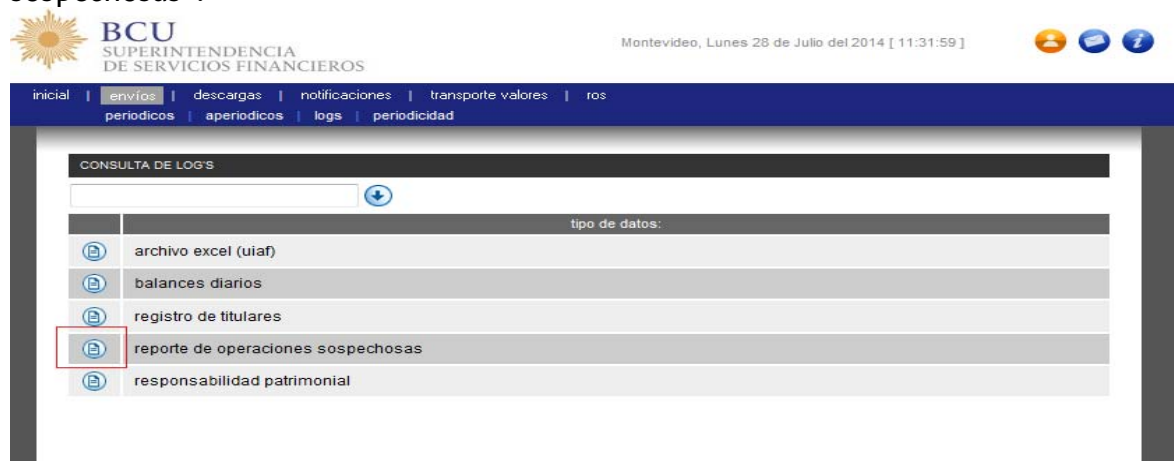 BCU
SUPERINTENDENCIA
DE SERVICIOS FINANCIEROS
Montevideo, Lunes 28 de Julio del 2014 [ 11:31:59 ]
inicial | envíos | descargas | notificaciones | transporte valores | ros
periodicos | aperiodicos | logs | periodicidad
CONSULTA DE LOG'S
tipo de datos:
archivo excel (uiaf)
balances diarios
registro de titulares
reporte de operaciones sospechosas
responsabilidad patrimonial